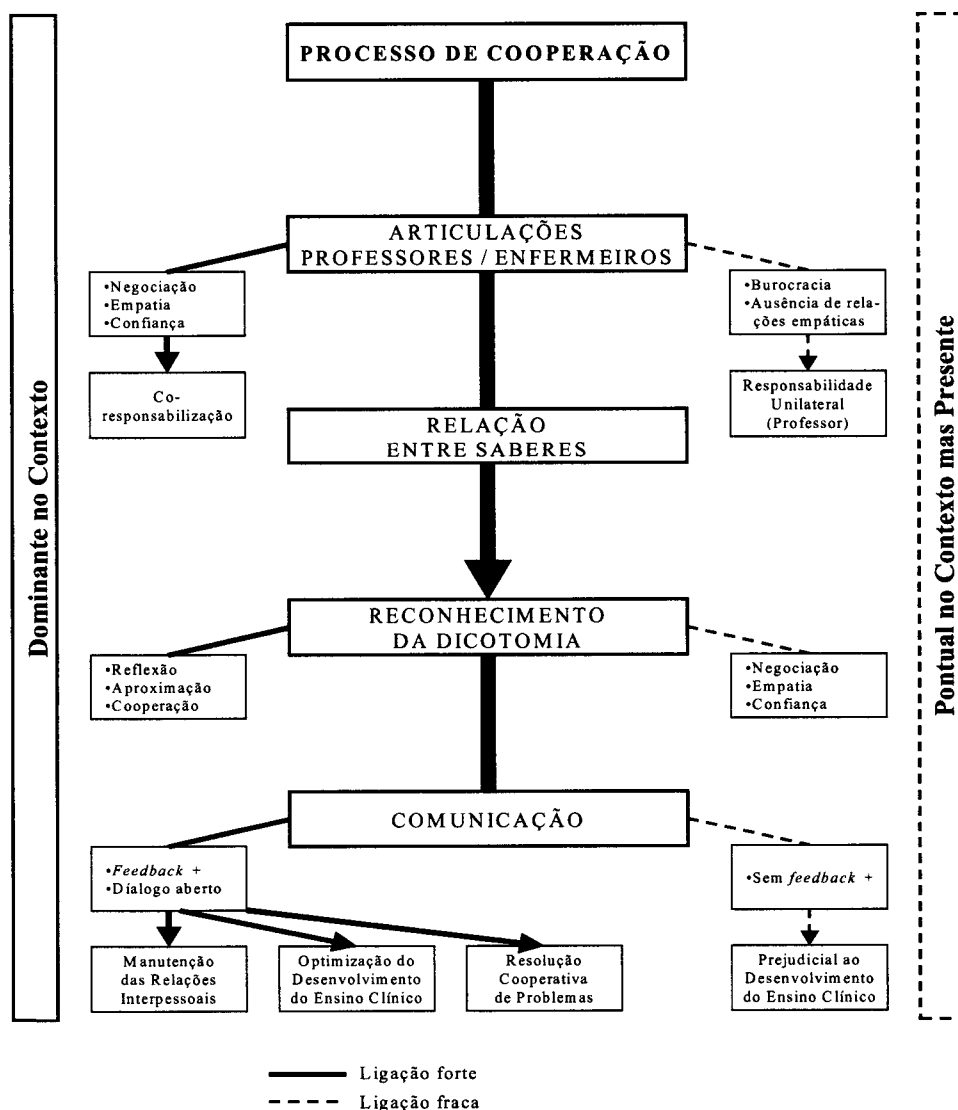 PROCESSO DE COOPERAÇÃO
Dominante no Contexto
Pontual no Contexto mas Presente
ARTICULAÇÕES
PROFESSORES / ENFERMEIROS
•Negociação
•Empatia
•Confiança
•Burocracia
•Ausência de rela-
ções empáticas
Co-
responsabilização
Responsabilidade
Unilateral
(Professor)
RELAÇÃO
ENTRE SABERES
RECONHECIMENTO
DA DICOTOMIA
•Reflexão
•Aproximação
•Cooperação
•Negociação
•Empatia
•Confiança
COMUNICAÇÃO
•Feedback +
•Díalogo aberto
•Sem feedback +
Manutenção
das Relações
Interpessoais
Optimização do
Desenvolvimento
do Ensino Clínico
Resolução
Cooperativa
de Problemas
Prejudicial ao
Desenvolvimento
do Ensino Clínico
Ligação forte
Ligação fraca